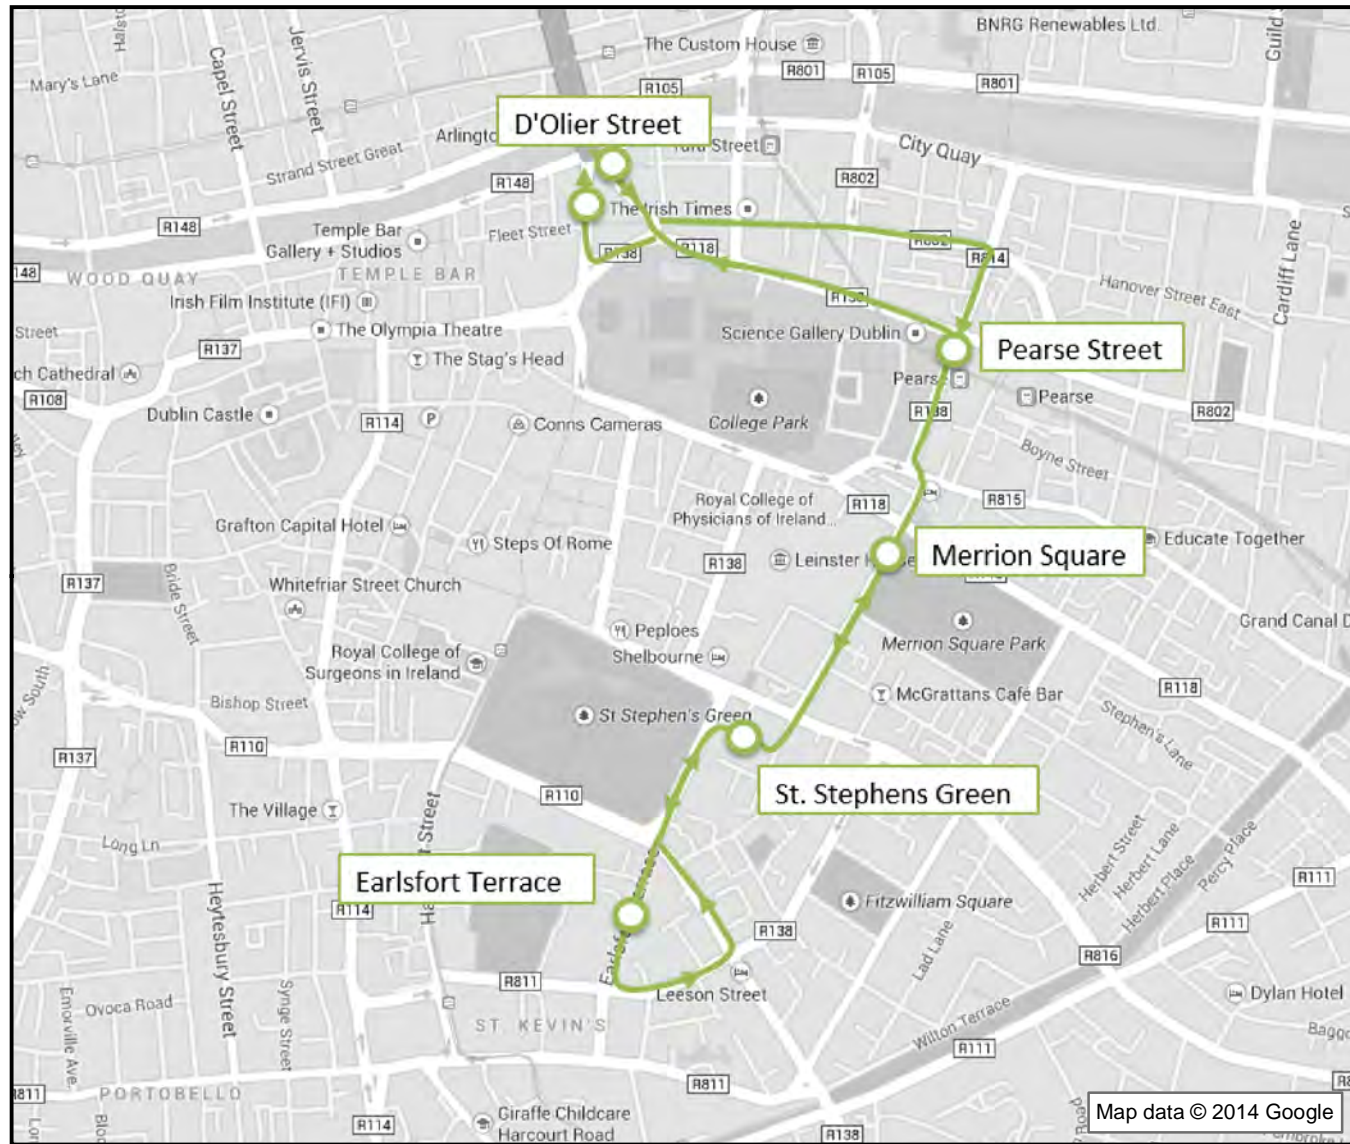 BNRG Renewables Ltd.
The Custom House
Guild
Mary's Lane
Capel Street
Jervis Street
R801
R105
R801
R105
D'Olier Street
Strand Street Great
City Quay
R148
R802
R148
The Irish Times
Temple Bar
Gallery + Studios
Fleet Street
R138
R118
R814
Cardiff Lane
148
WOOD QUAY
TEMPLE BAR
Hanover Street East
Irish Film Institute (IFI)
Street
The Olympia Theatre
Science Gallery Dublin
Pearse Street
R137
The Stag's Head
ch Cathedral
Pearse
Pearse
R108
Dublin Castle
R114
P
Conns Cameras
College Park
R138
R802
Boyne Street
Royal College of
Physicians of Ireland...
R118
R815
Grafton Capital Hotel
Steps Of Rome
Merrion Square
Educate Together
R137
Bride Street
Whitefriar Street Church
R138
Leinster
Grand Canal D
Peploes
Merrion Square Park
Royal College of
Surgeons in Ireland
Shelbourne
R118
ow South
Bishop Street
St Stephen's Green
McGrattans Café Bar
Stephen's Lane
R110
R137
St. Stephens Green
R110
The Village
Long Ln
Herbert Street
Herbert Lane
Herbert Place
Percy Place
Earlsfort Terrace
R111
Heytesbury Street
R114
Fitzwilliam Square
R111
R138
Lad Lane
R816
R811
Leeson Street
Dylan Hotel
Emorville Ave.
Ovoca Road
Synge Street
ST. KEVIN'S
Wilton Terrace
Baggo
R111
R811
PORTOBELLO
R811
R114
Giraffe Childcare
Harcourt Road
R138
Map data © 2014 Google